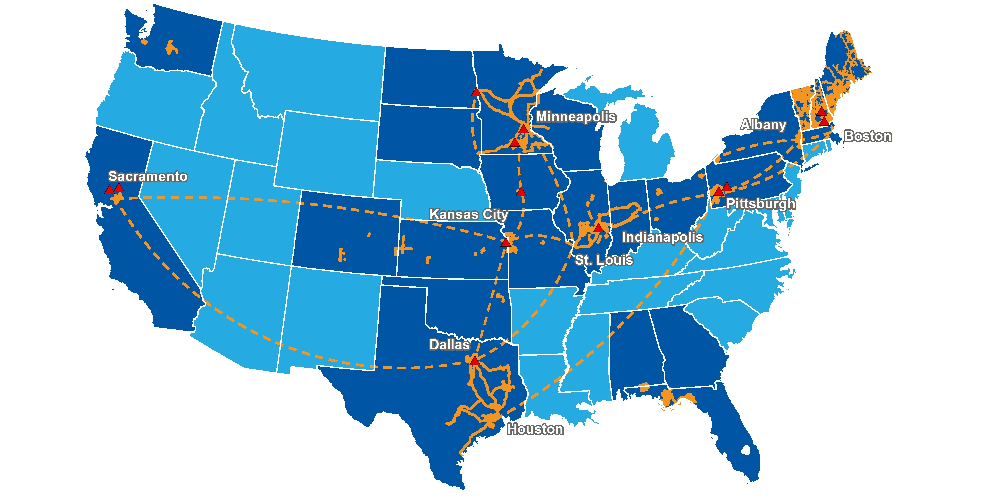 Minneapolis
Albany
Boston
Sacramento
Pittsburgh
Kansas City
Indianapolis
St. Louis
Dallas
Houston